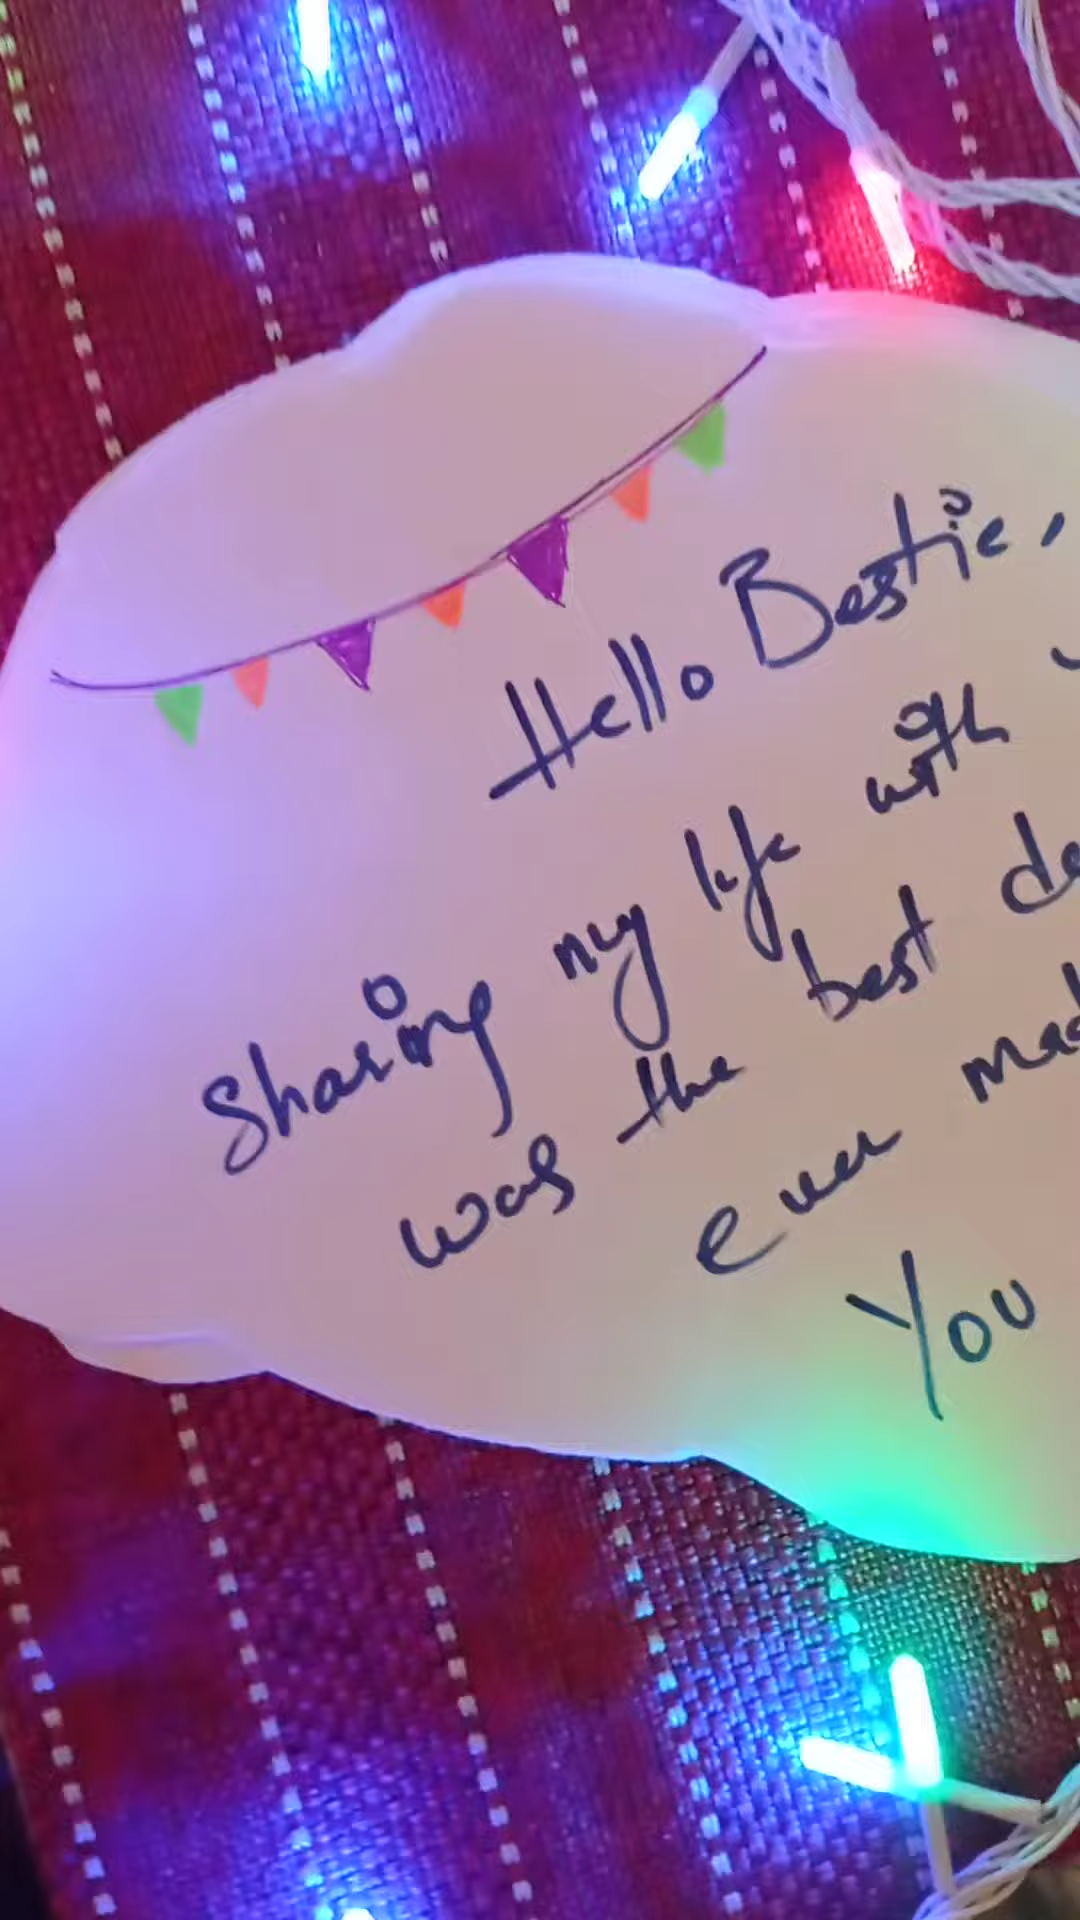 Hello Bestie,
Sharing my life with
was the best
ever
You